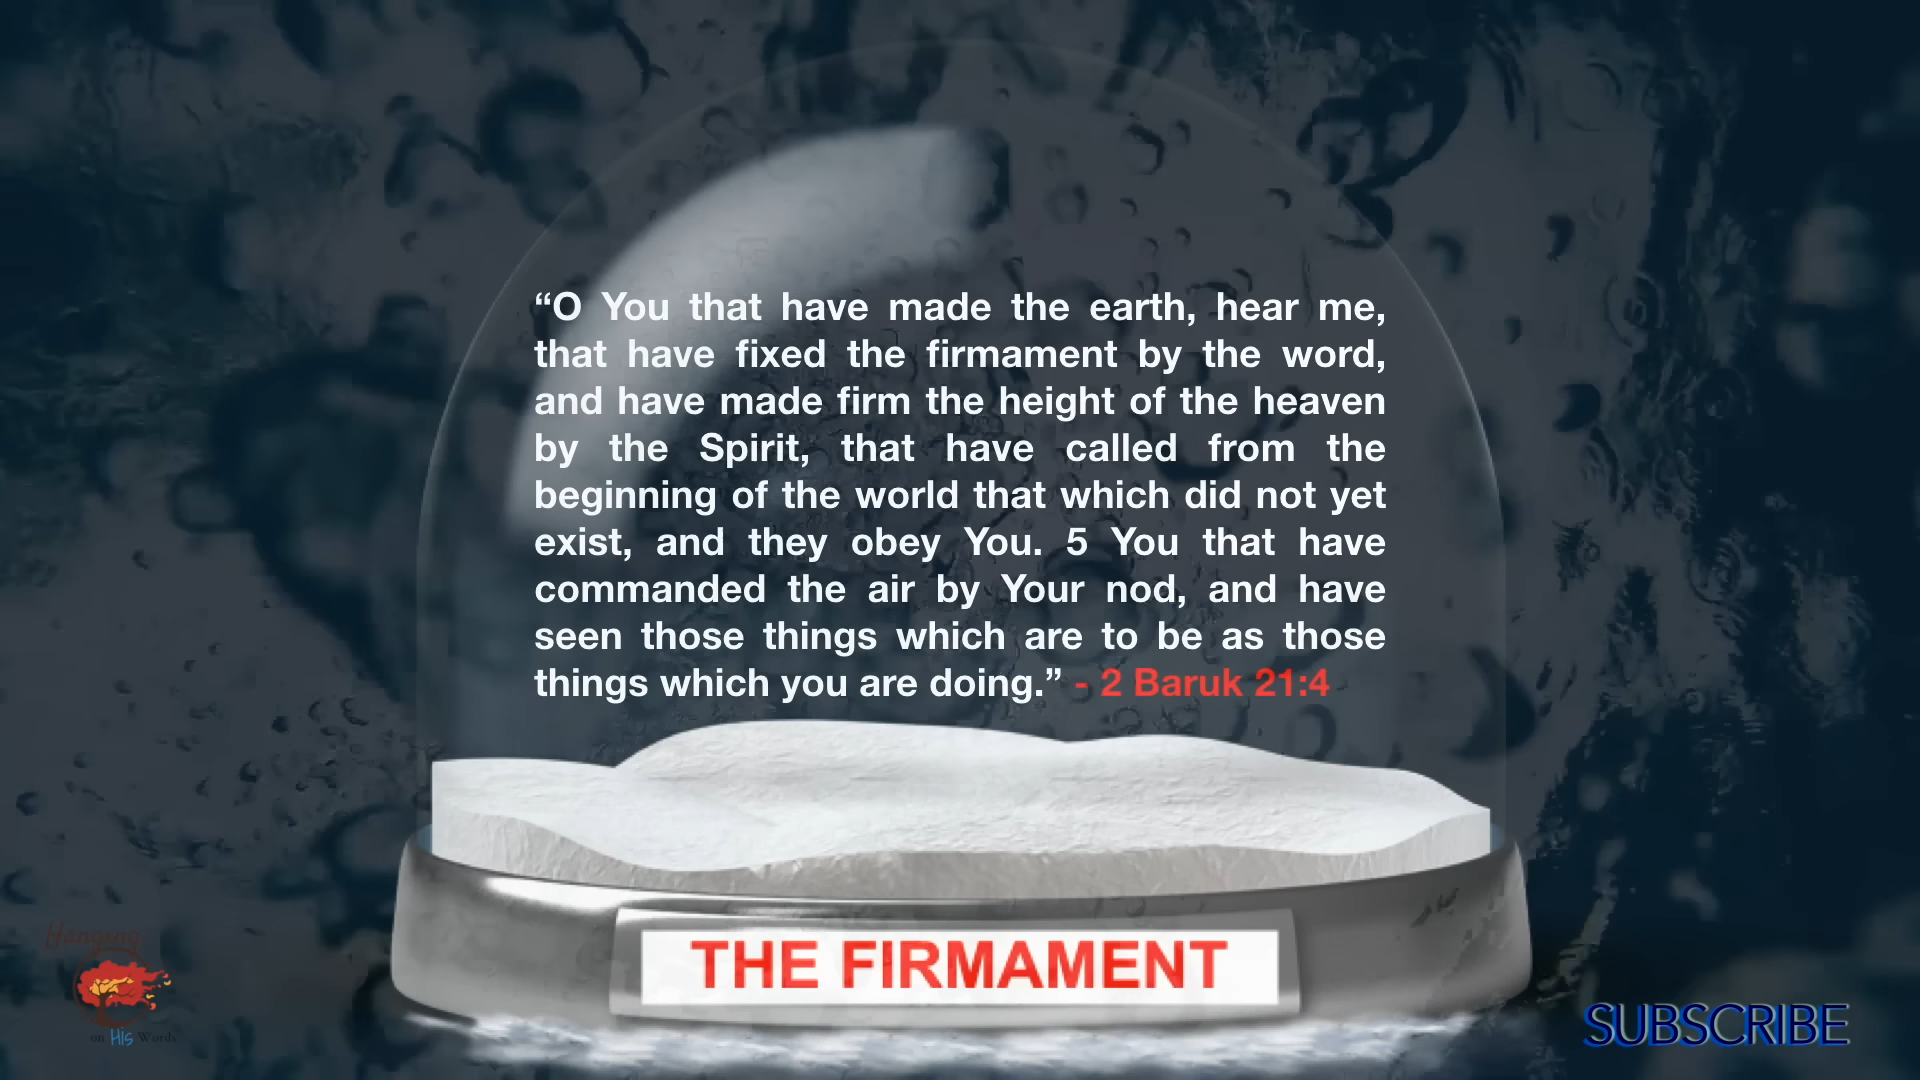 “O You that have made the earth, hear me,
that have fixed the firmament by the word,
and have made firm the height of the heaven
by the Spirit, that have called from the
beginning of the world that which did not yet
exist, and they obey You. 5 You that have
commanded the air by Your nod, and have
seen those things which are to be as those
things which you are doing.” - 2 Baruk 21:4
THE FIRMAMENT
Hanging
on His Words
SUBSCRIBE